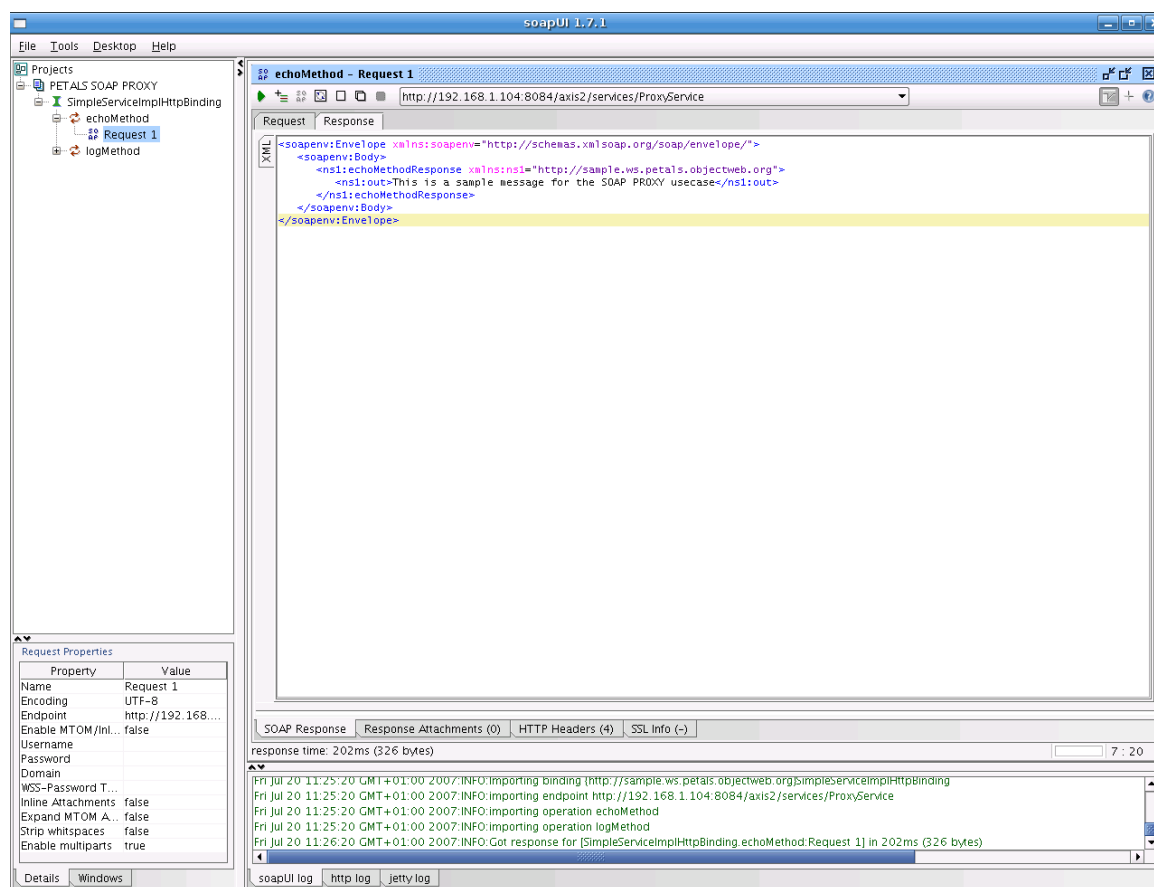 soapUI 1.7.1
File Tools Desktop Help
Projects
PETALS SOAP PROXY
SimpleServiceImplHttpBinding
echoMethod
Request 1
logMethod
echoMethod - Request 1
http://192.168.1.104:8084/axis2/services/ProxyService
Request Response
XML
<soapenv:Envelope xmlns:soapenv="http://schemas.xmlsoap.org/soap/envelope/">
<soapenv:Body>
<ns1:echoMethodResponse xmlns:ns1="http://sample.ws.petals.objectweb.org">
<ns1:out>This is a sample message for the SOAP PROXY usecase</ns1:out>
</ns1:echoMethodResponse>
</soapenv:Body>
</soapenv:Envelope>
SOAP Response Response Attachments (0) HTTP Headers (4) SSL Info (-)
response time: 202ms (326 bytes) 7 : 20
Request Properties
Property Value
Name Request 1
Encoding UTF-8
Endpoint http://192.168....
Enable MTOM/Inl... false
Username
Password
Domain
WSS-Password T...
Inline Attachments false
Expand MTOM A... false
Strip whitspaces false
Enable multiparts true
Details Windows
Fri Jul 20 11:25:20 GMT+01:00 2007:INFO:Importing binding {http://sample.ws.petals.objectweb.org}SimpleServiceImplHttpBinding
Fri Jul 20 11:25:20 GMT+01:00 2007:INFO:importing endpoint http://192.168.1.104:8084/axis2/services/ProxyService
Fri Jul 20 11:25:20 GMT+01:00 2007:INFO:importing operation echoMethod
Fri Jul 20 11:25:20 GMT+01:00 2007:INFO:importing operation logMethod
Fri Jul 20 11:26:20 GMT+01:00 2007:INFO:Got response for [SimpleServiceImplHttpBinding.echoMethod:Request 1] in 202ms (326 bytes)
soapUI log http log jetty log